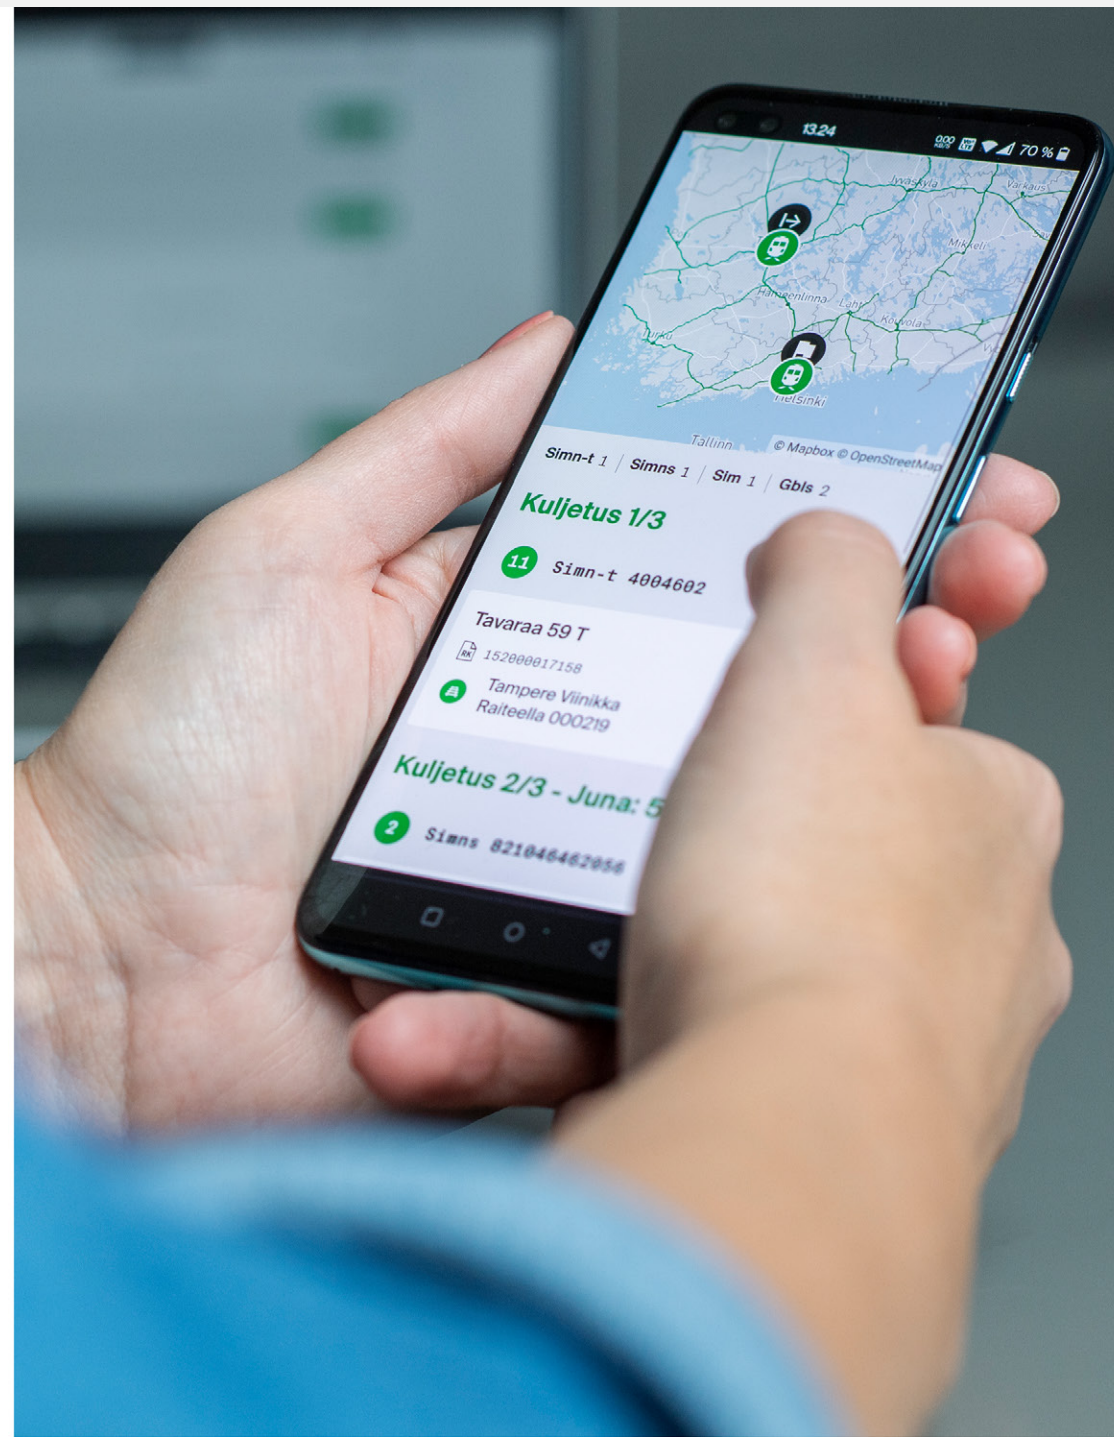 13.24
70 %
Jyväskylä
Varkaus
Mikkeli
Hämeenlinna
Lahti
Kouvola
Turku
Helsinki
Tallinn
© Mapbox © OpenStreetMap
Simn-t 1 | Simns 1 | Sim 1 | Gbls 2
Kuljetus 1/3
11 Simn-t 4004602
Tavaraa 59 T
RK 152000017158
Tampere Viinikka
Raiteella 000219
Kuljetus 2/3 - Juna: 5
2 Simns 821046462056